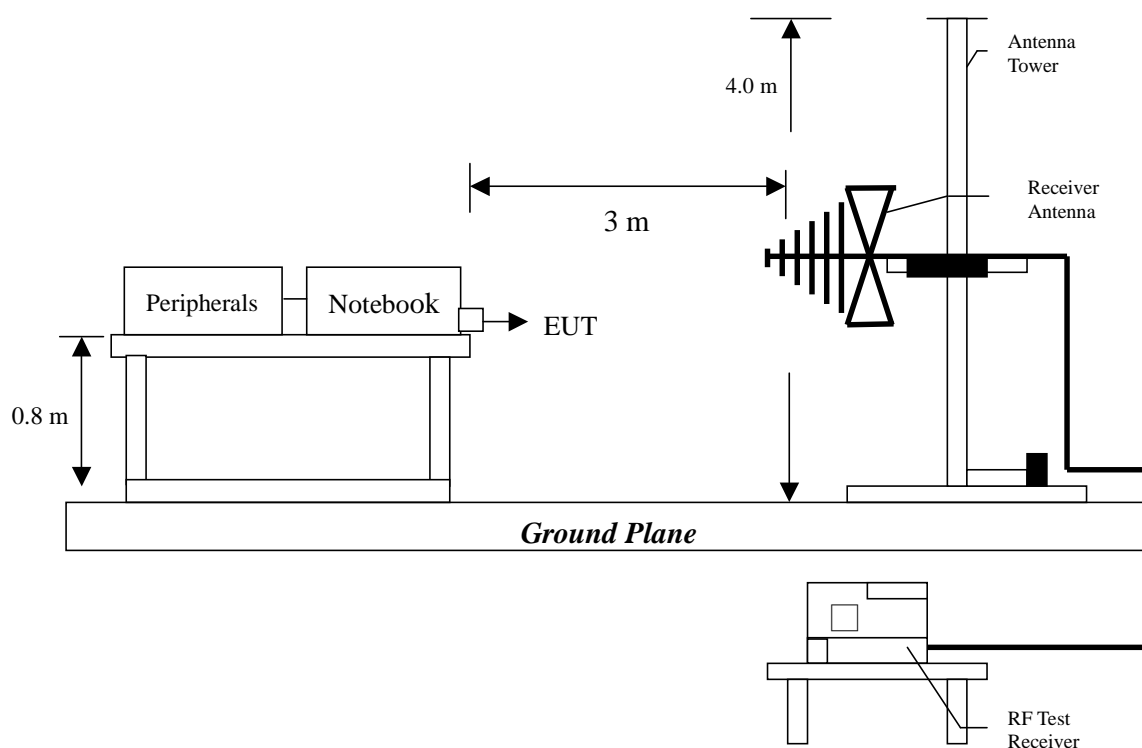 Antenna
Tower
4.0 m
Receiver
Antenna
3 m
Peripherals
Notebook
EUT
0.8 m
Ground Plane
RF Test
Receiver